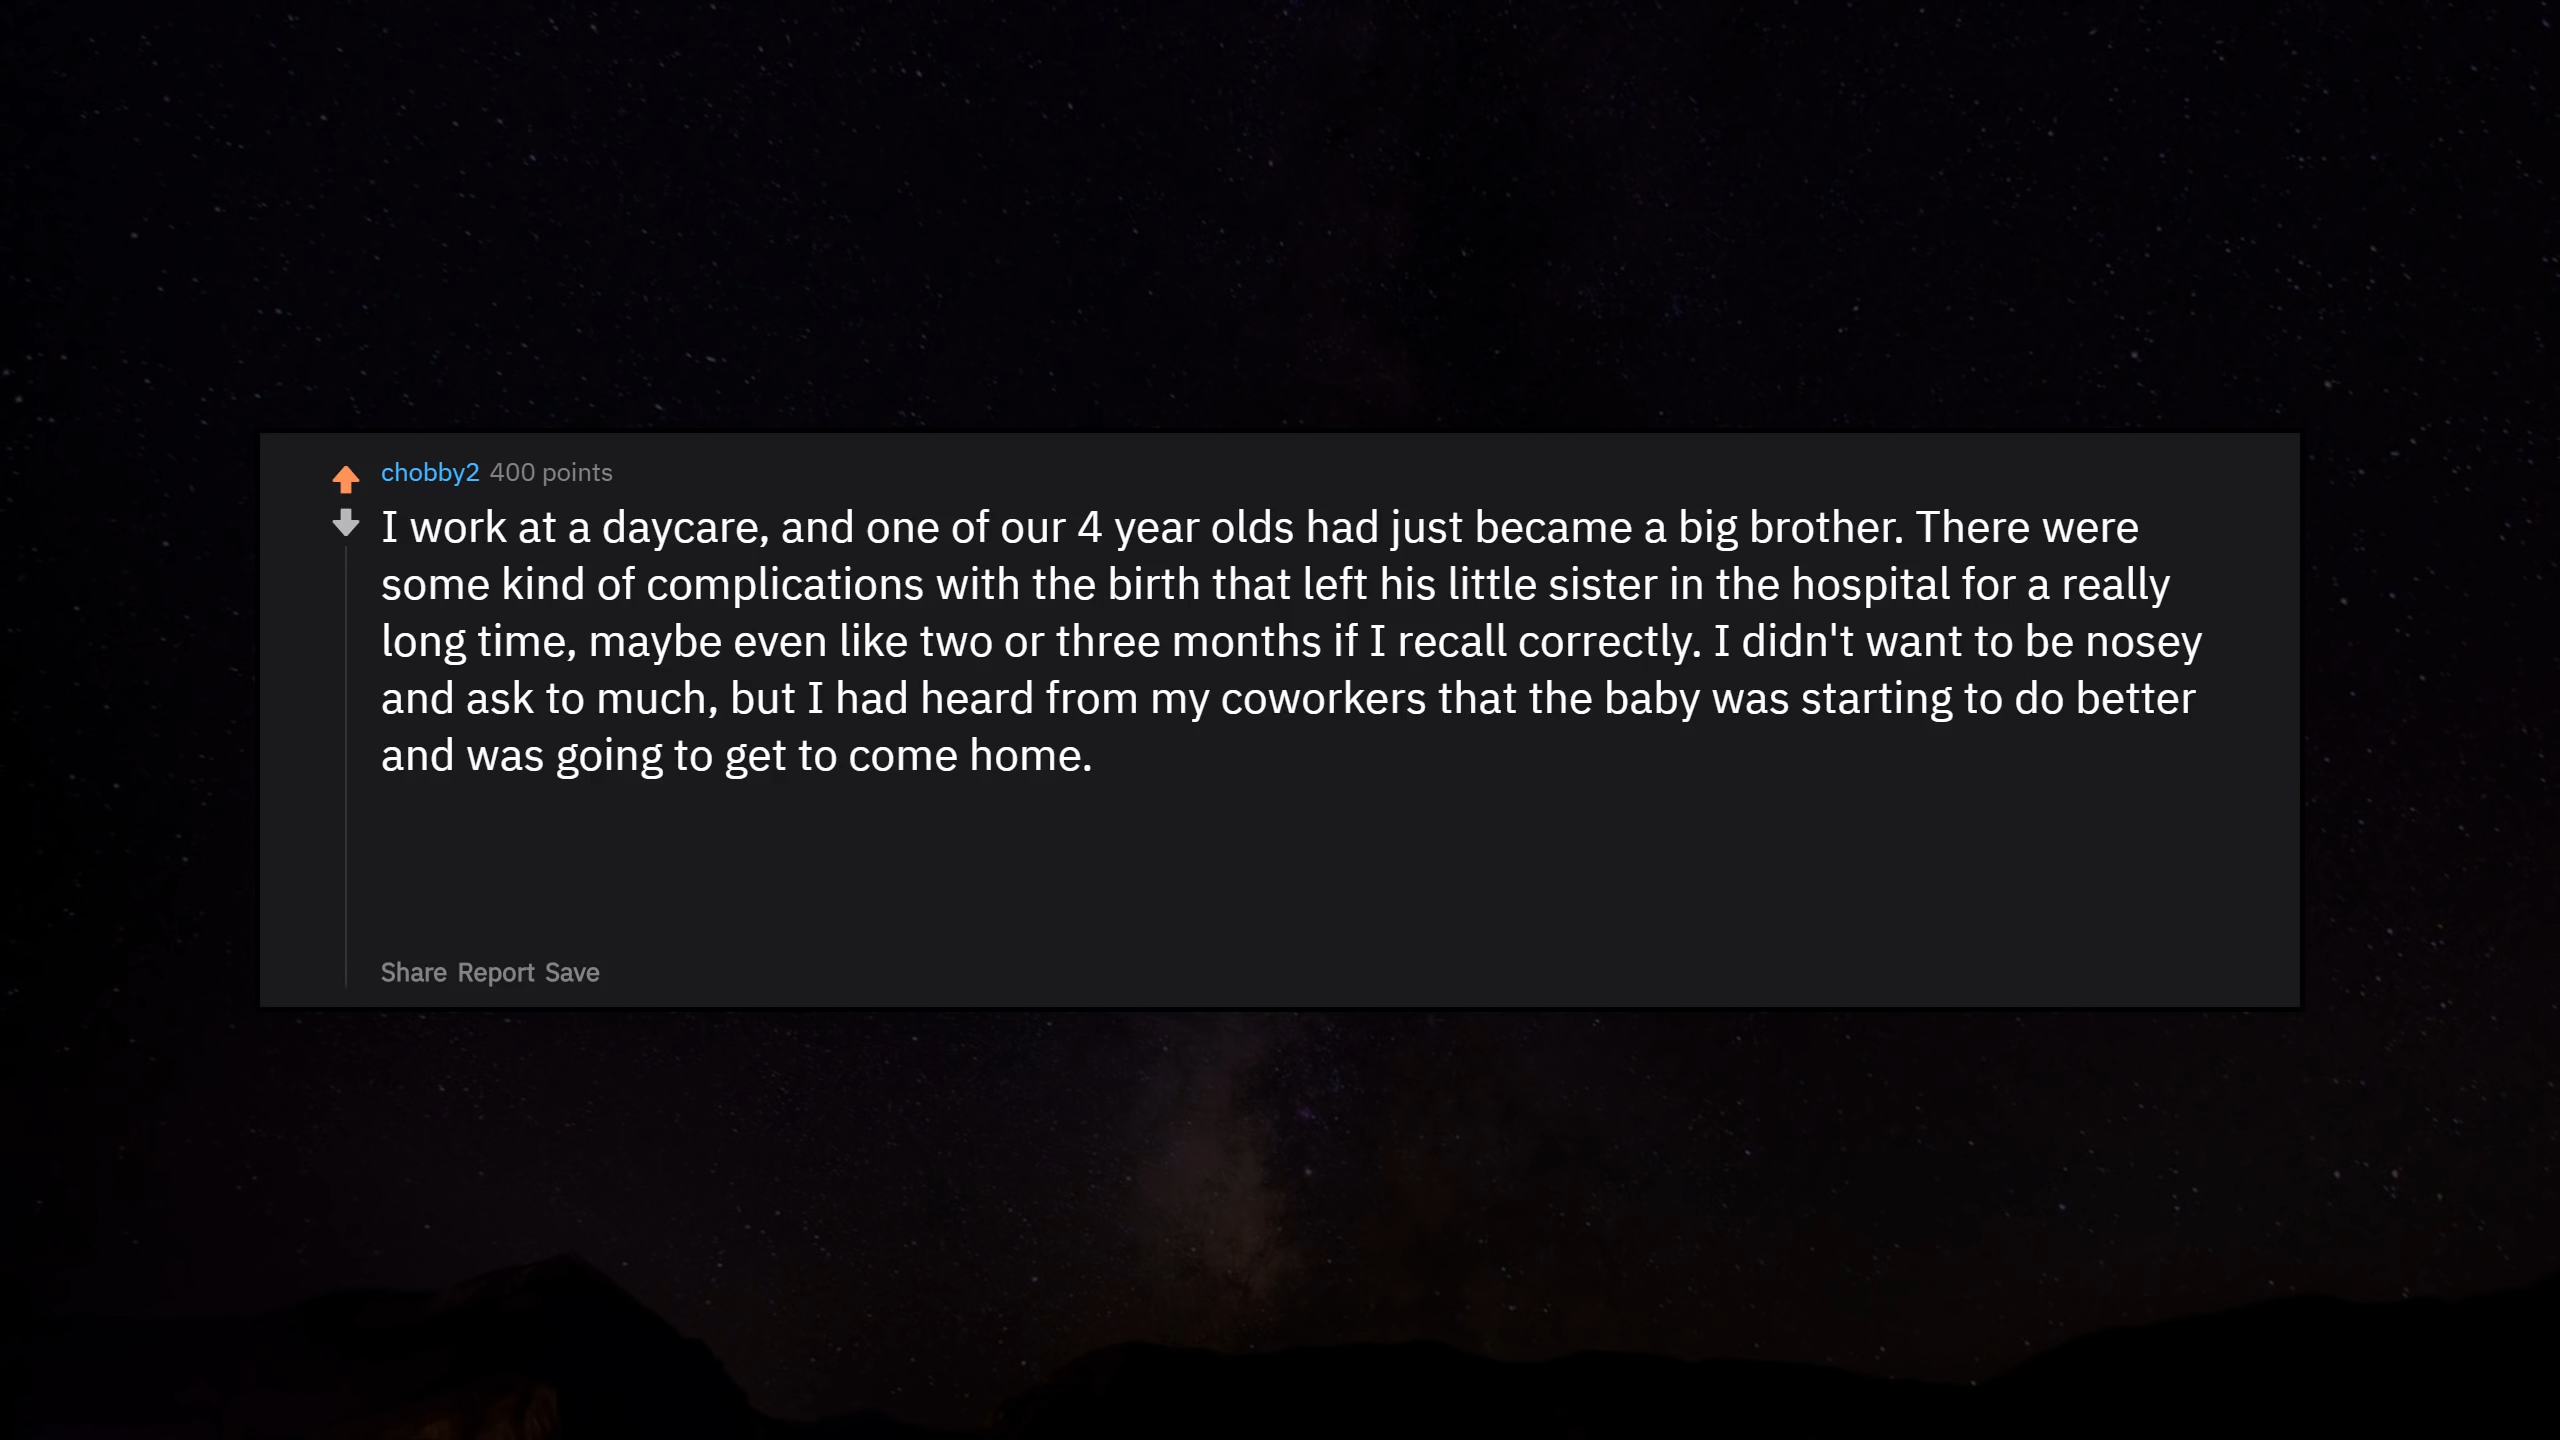 chobby2 400 points
I work at a daycare, and one of our 4 year olds had just became a big brother. There were
some kind of complications with the birth that left his little sister in the hospital for a really
long time, maybe even like two or three months if I recall correctly. I didn't want to be nosey
and ask to much, but I had heard from my coworkers that the baby was starting to do better
and was going to get to come home.
Share Report Save